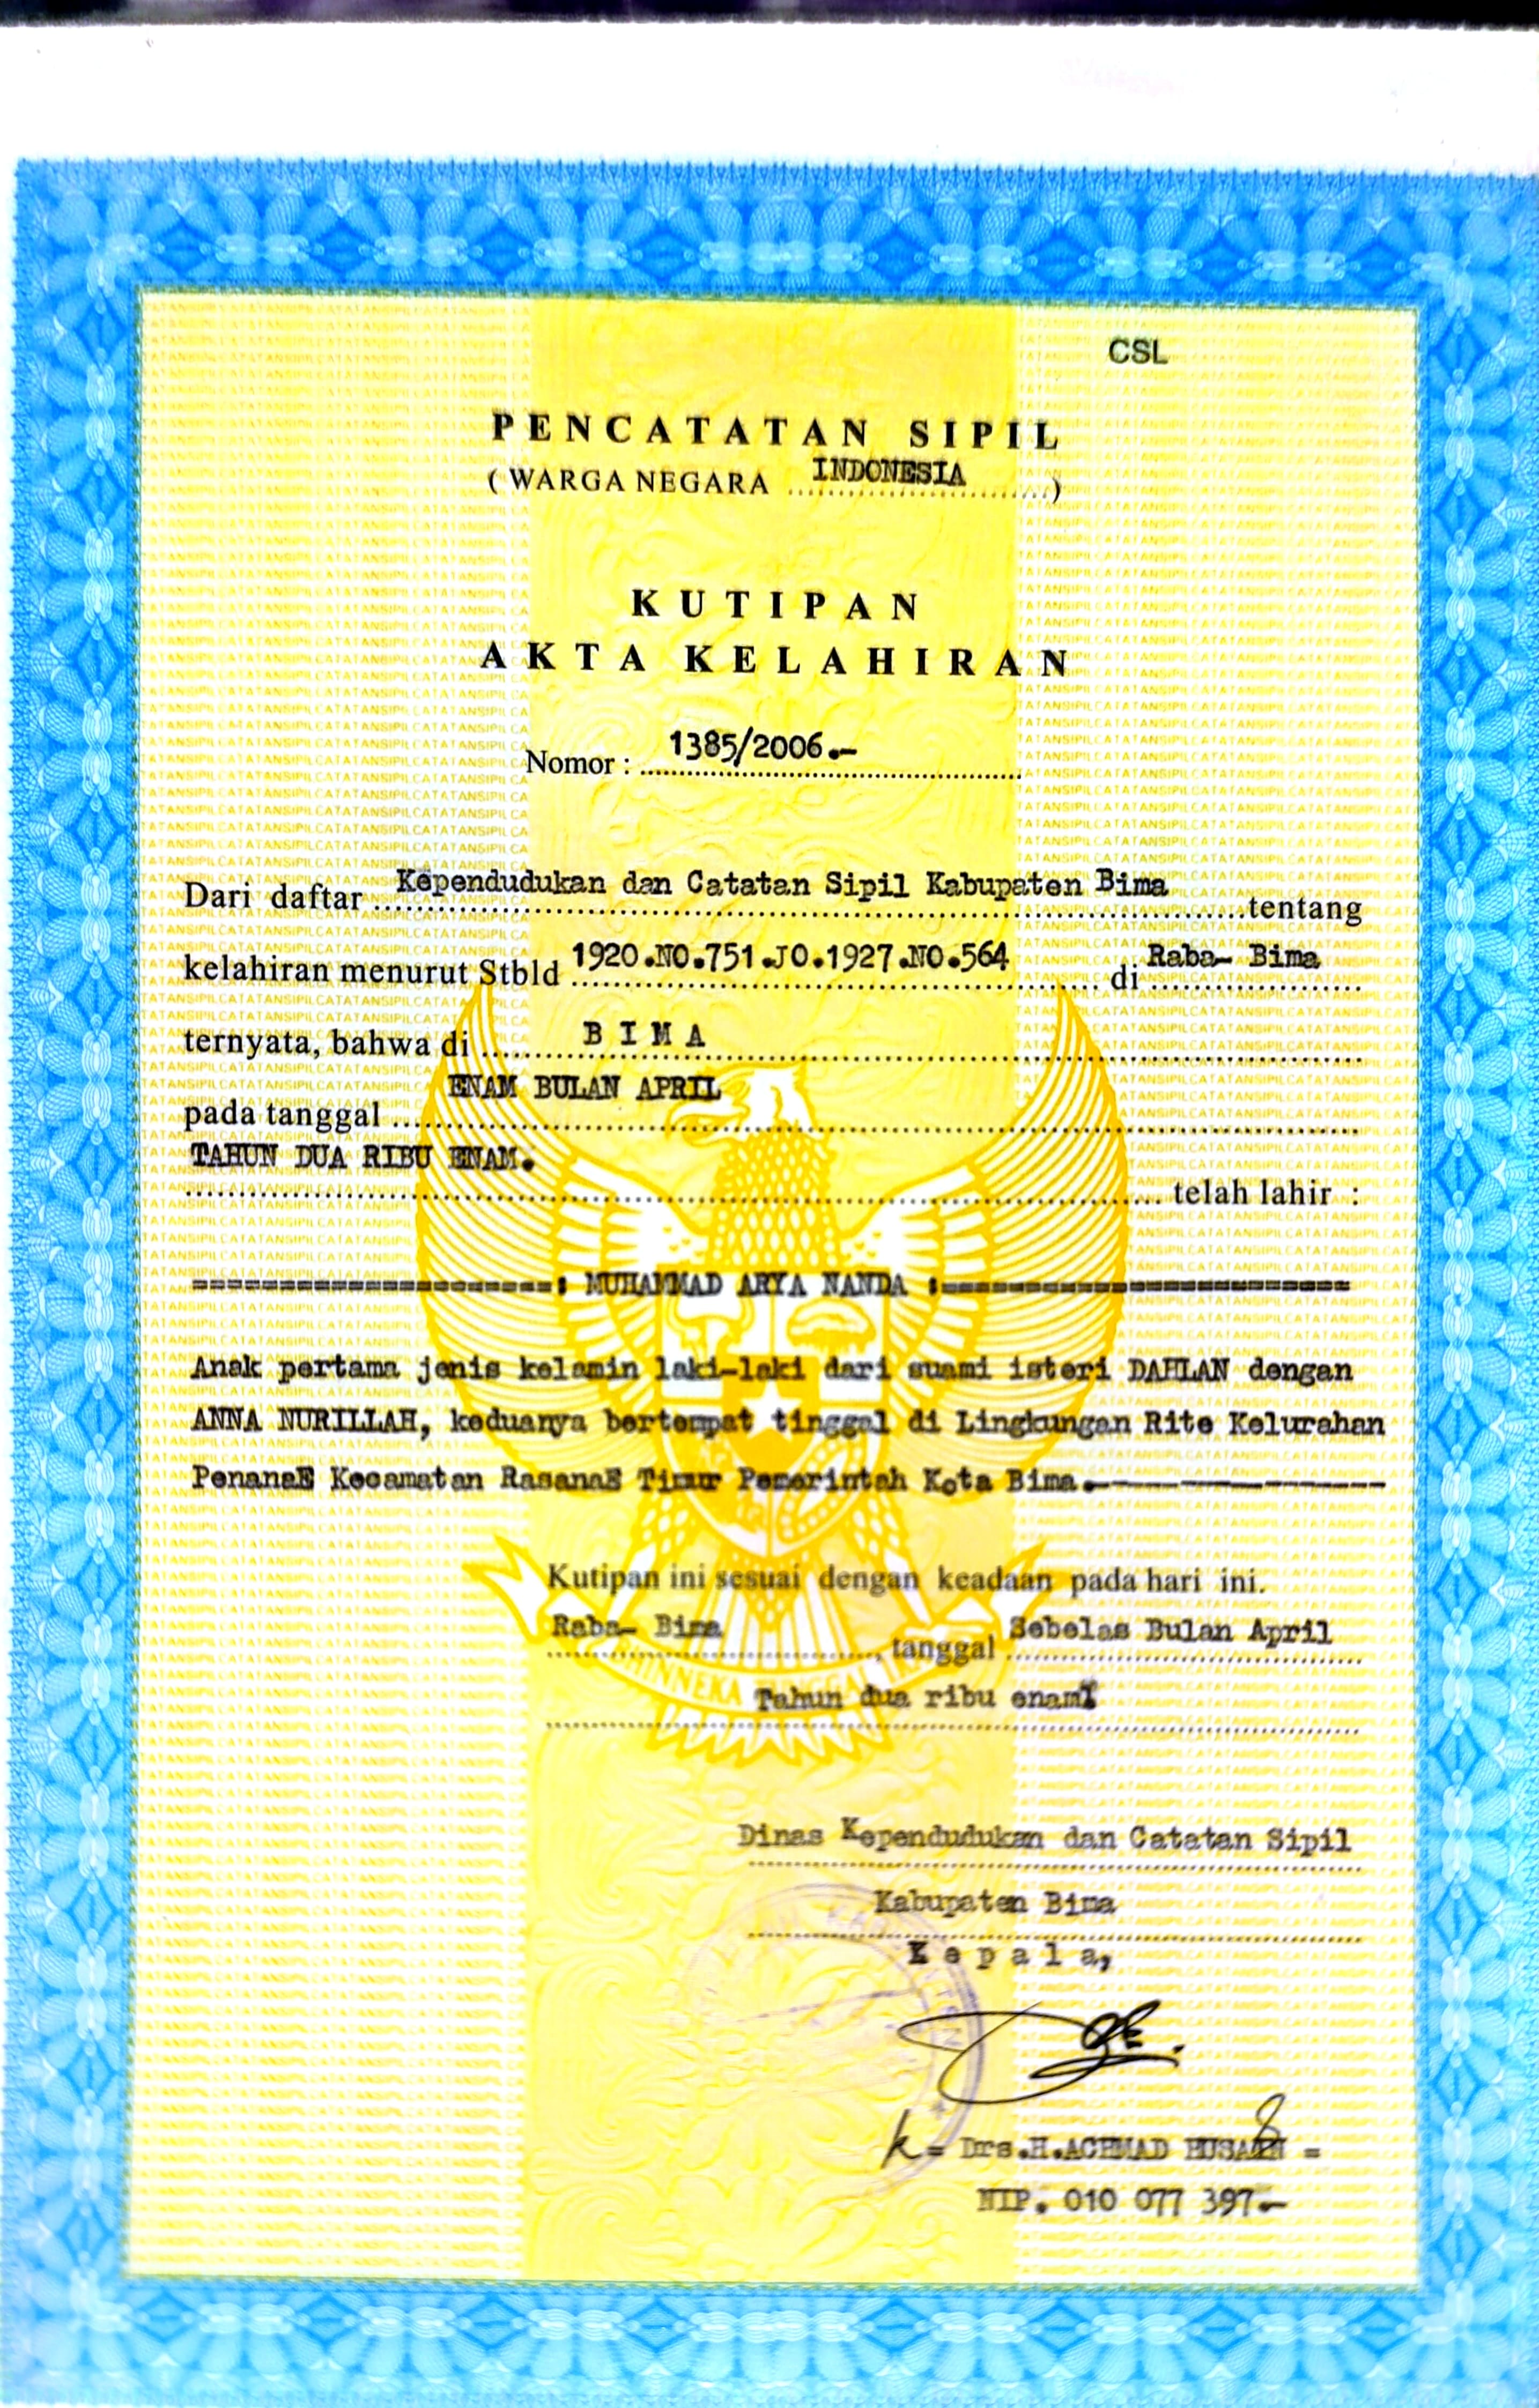 CSL
PENCATATAN SIPIL
( WARGA NEGARA INDONESIA )
KUTIPAN
AKTA KELAHIRAN
Nomor : 1385/2006.-
Dari daftar Kependudukan dan Catatan Sipil Kabupaten Bima tentang
kelahiran menurut Stbld 1920.NO.751.JO.1927.NO.564 di Raba- Bima
ternyata, bahwa di B I M A
pada tanggal ENAM BULAN APRIL
TAHUN DUA RIBU ENAM.
telah lahir :
=====================: MUHAMMAD ARYA NANDA :========================
Anak pertama jenis kelamin laki-laki dari suami isteri DAHLAN dengan
ANNA NURILLAH, keduanya bertempat tinggal di Lingkungan Rite Kelurahan
PenanaE Kecamatan RasanaE Timur Pemerintah Kota Bima.-----------------
Kutipan ini sesuai dengan keadaan pada hari ini.
Raba- Bima, tanggal Sebelas Bulan April
Tahun dua ribu enam
Dinas Kependudukan dan Catatan Sipil
Kabupaten Bima
K e p a l a,
= Drs.H.ACHMAD HUSAEN =
NIP. 010 077 397.-